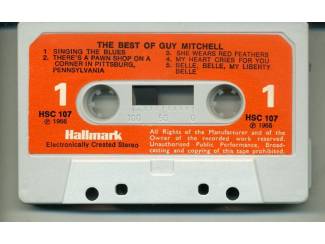 THE BEST OF GUY MITCHELL
1. SINGING THE BLUES
2. THERE'S A PAWN SHOP ON A
CORNER IN PITTSBURG,
PENNSYLVANIA
3. SHE WEARS RED FEATHERS
4. MY HEART CRIES FOR YOU
5. BELLE, BELLE, MY LIBERTY
BELLE
1
1
HSC 107
℗ 1966
HSC 107
℗ 1966
100 50 0
Hallmark
Electronically Created Stereo
All Rights of the Manufacturer and of the
Owner of the recorded work reserved.
Unauthorised Public Performance, Broad-
casting and copying of this tape prohibited.